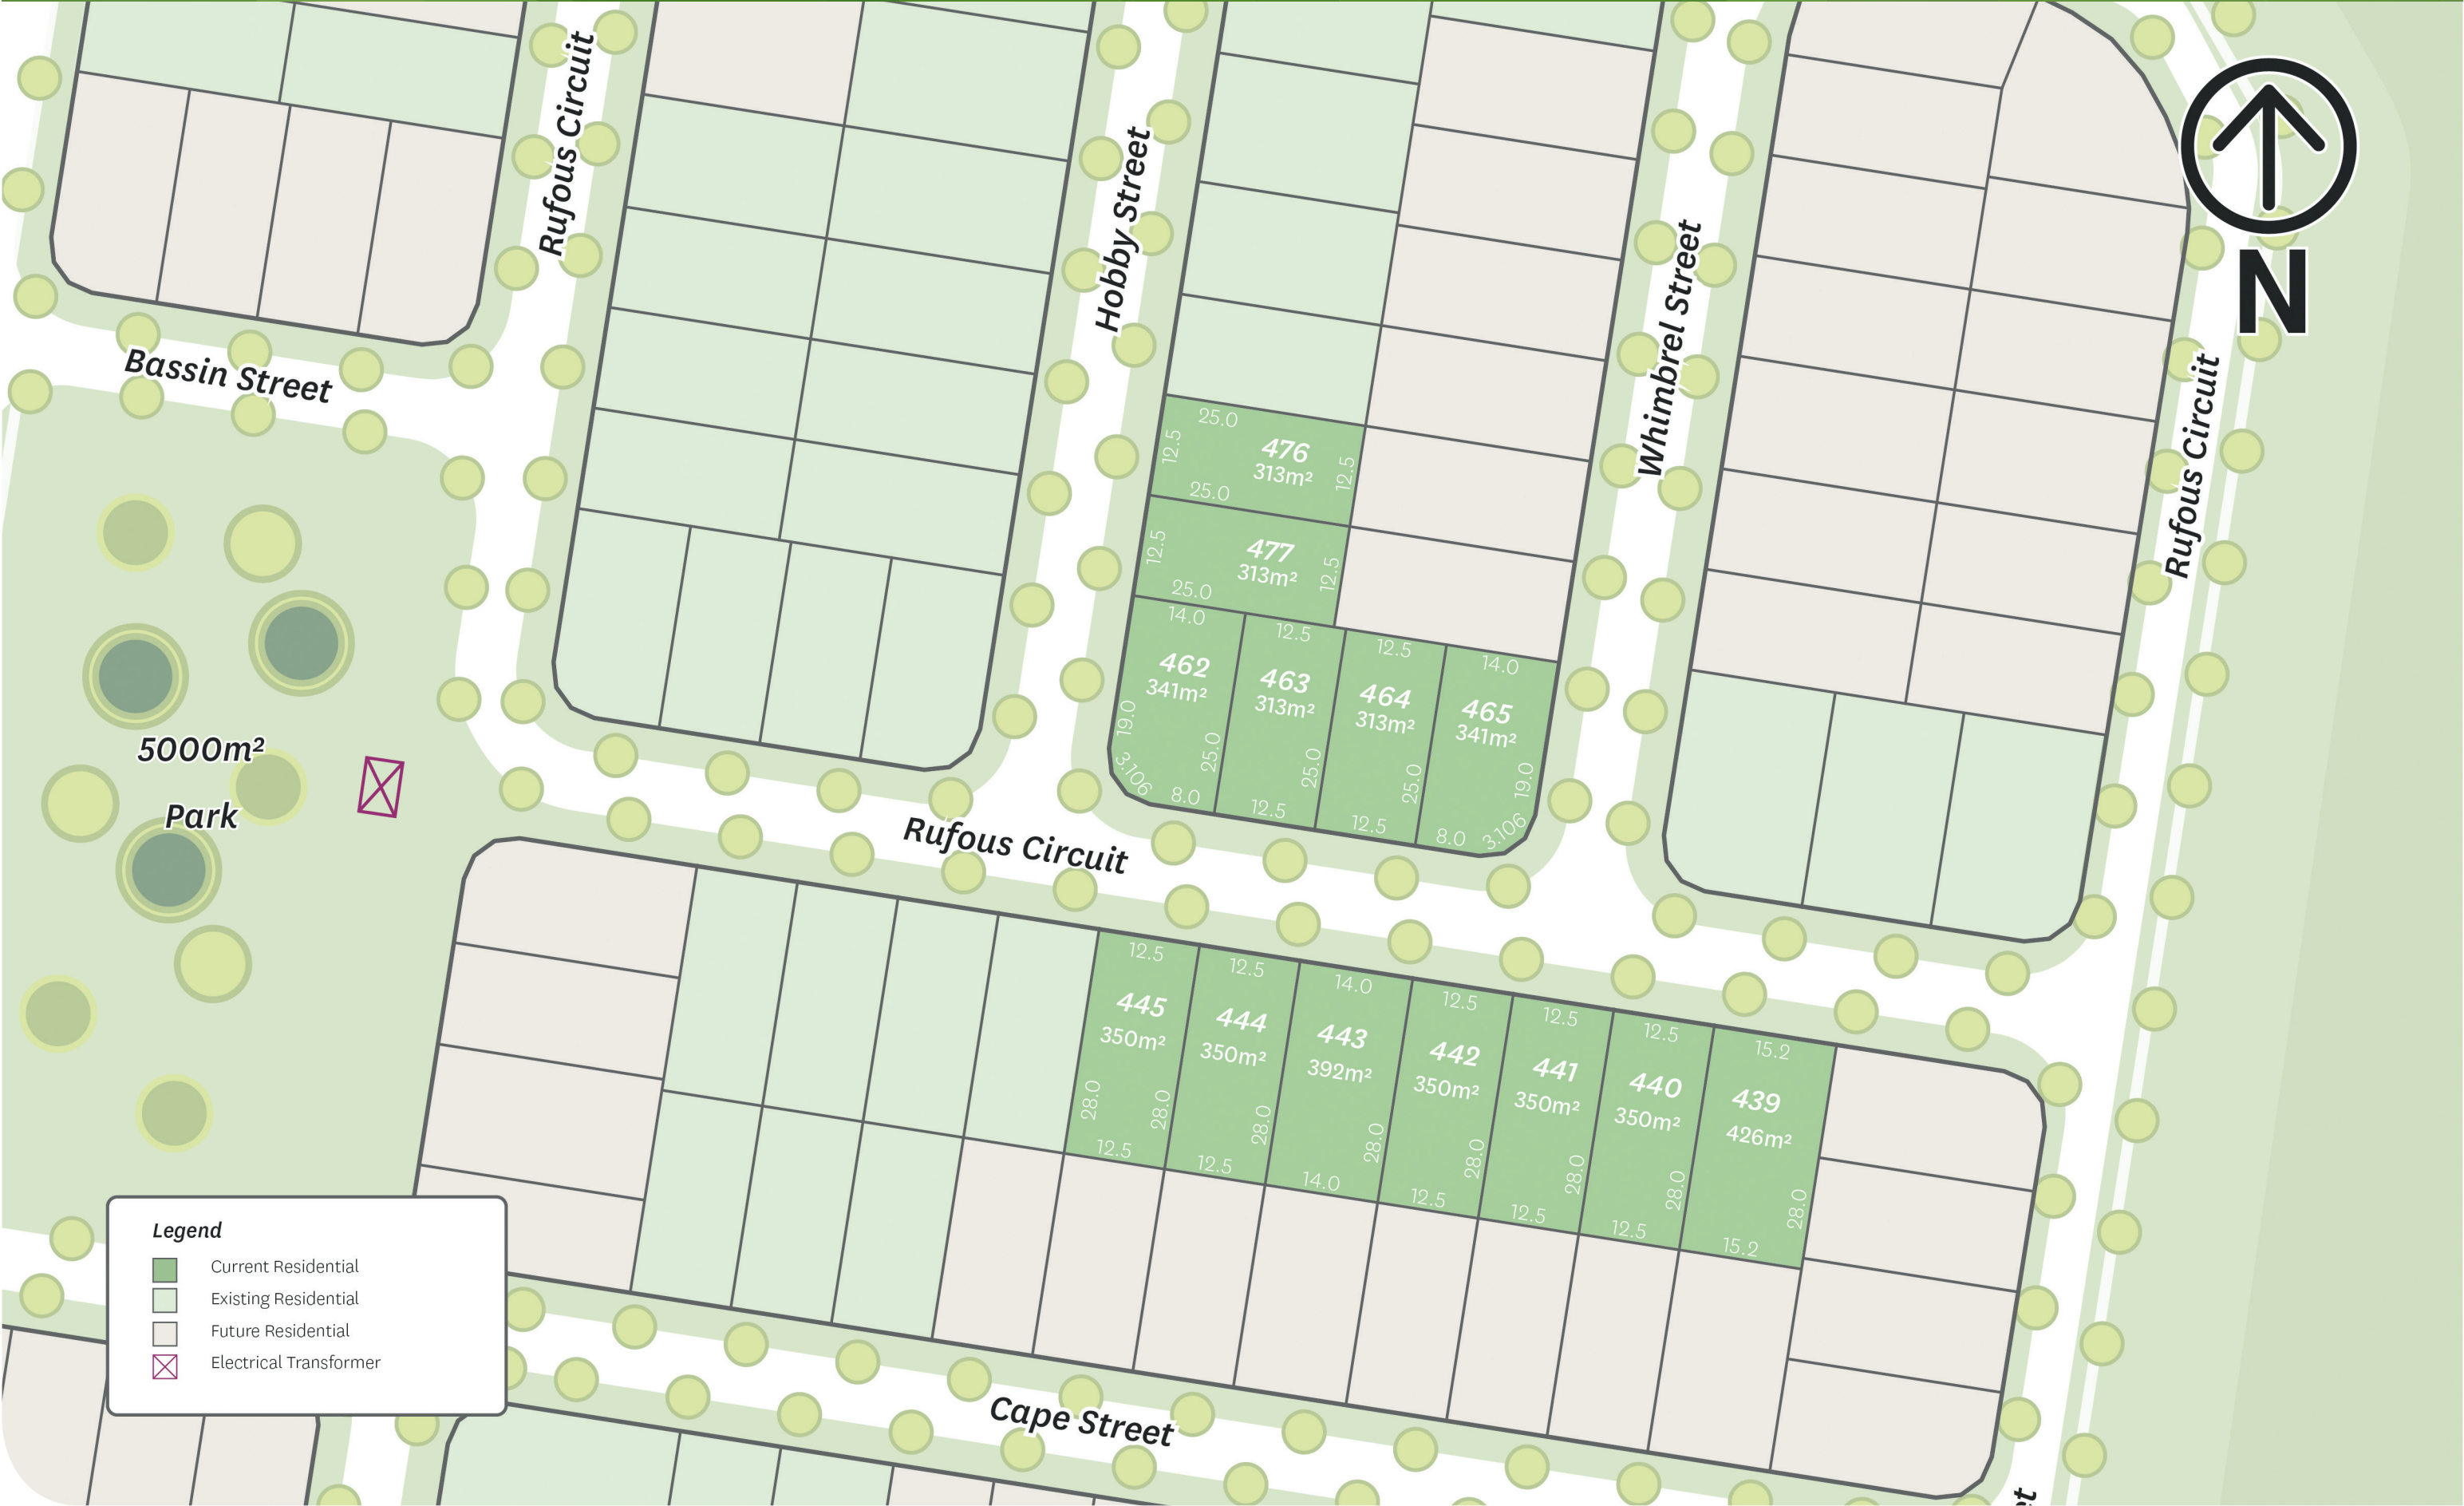 Rufous Circuit
Hobby Street
Whimbrel Street
Rufous Circuit
N
Bassin Street
25.0
12.5
476
313m²
12.5
25.0
12.5
477
313m²
12.5
25.0
14.0
462
341m²
19.0
3.106
8.0
25.0
12.5
463
313m²
25.0
12.5
12.5
464
313m²
25.0
12.5
14.0
465
341m²
19.0
3.106
8.0
5000m²
Park
Rufous Circuit
12.5
445
350m²
28.0
28.0
12.5
12.5
444
350m²
28.0
12.5
14.0
443
392m²
28.0
14.0
12.5
442
350m²
28.0
12.5
12.5
441
350m²
28.0
12.5
12.5
440
350m²
28.0
12.5
15.2
439
426m²
28.0
15.2
Legend
Current Residential
Existing Residential
Future Residential
Electrical Transformer
Cape Street